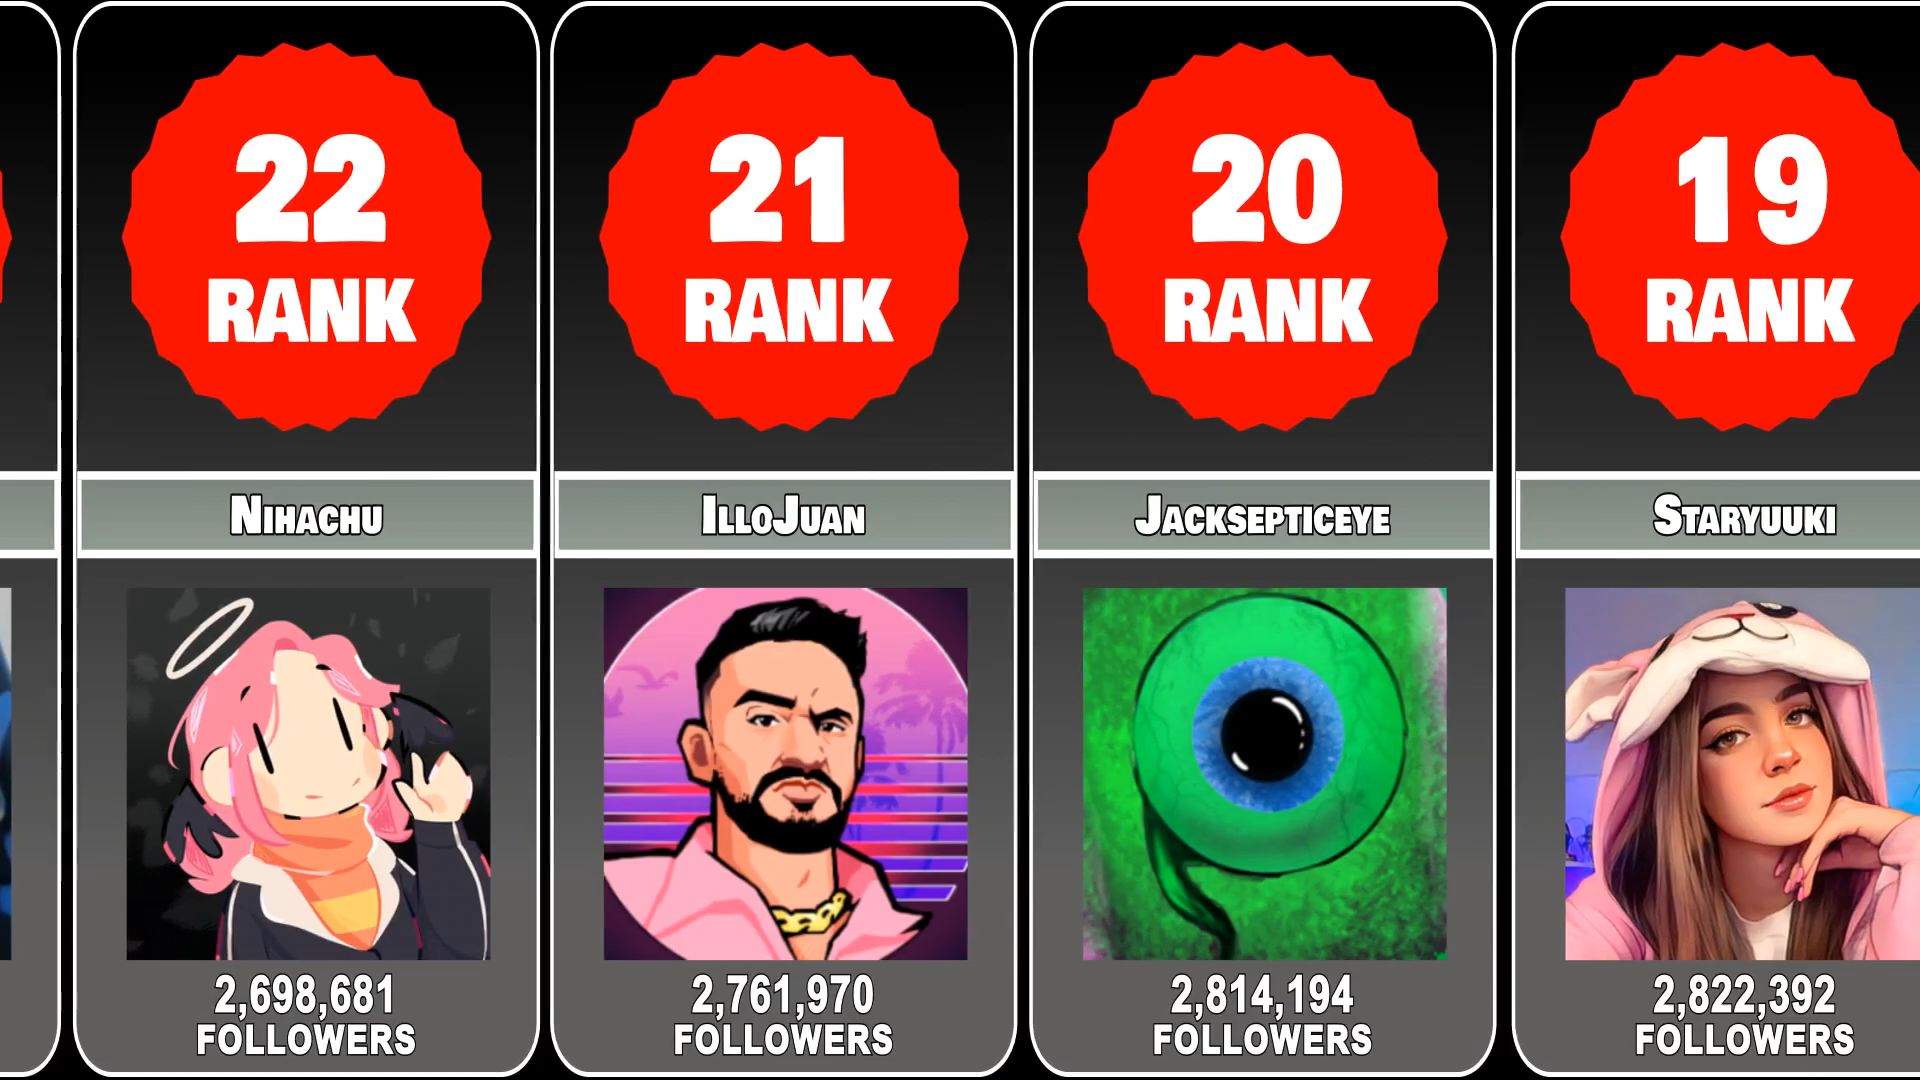 22
RANK
NIHACHU
2,698,681
FOLLOWERS
21
RANK
ILLOJUAN
2,761,970
FOLLOWERS
20
RANK
JACKSEPTICEYE
2,814,194
FOLLOWERS
19
RANK
STARYUUKI
2,822,392
FOLLOWERS